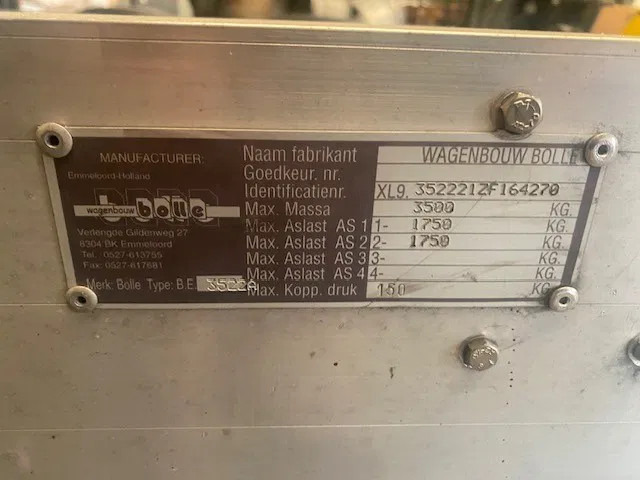 MANUFACTURER:
Emmeloord-Holland
wagenbouw bolle
Verlengde Gildenweg 27
8304 BK Emmeloord
Tel.: 0527-613755
Fax: 0527-617681
Merk: Bolle Type: B.E. 3522A
Naam fabrikant WAGENBOUW BOLLE
Goedkeur. nr.
Identificatienr. XL9. 3522212F164270
Max. Massa 3500 KG.
Max. Aslast AS 1 1- 1750 KG.
Max. Aslast AS 2 2- 1750 KG.
Max. Aslast AS 3 3- KG.
Max. Aslast AS 4 4- KG.
Max. Kopp. druk 150 KG.